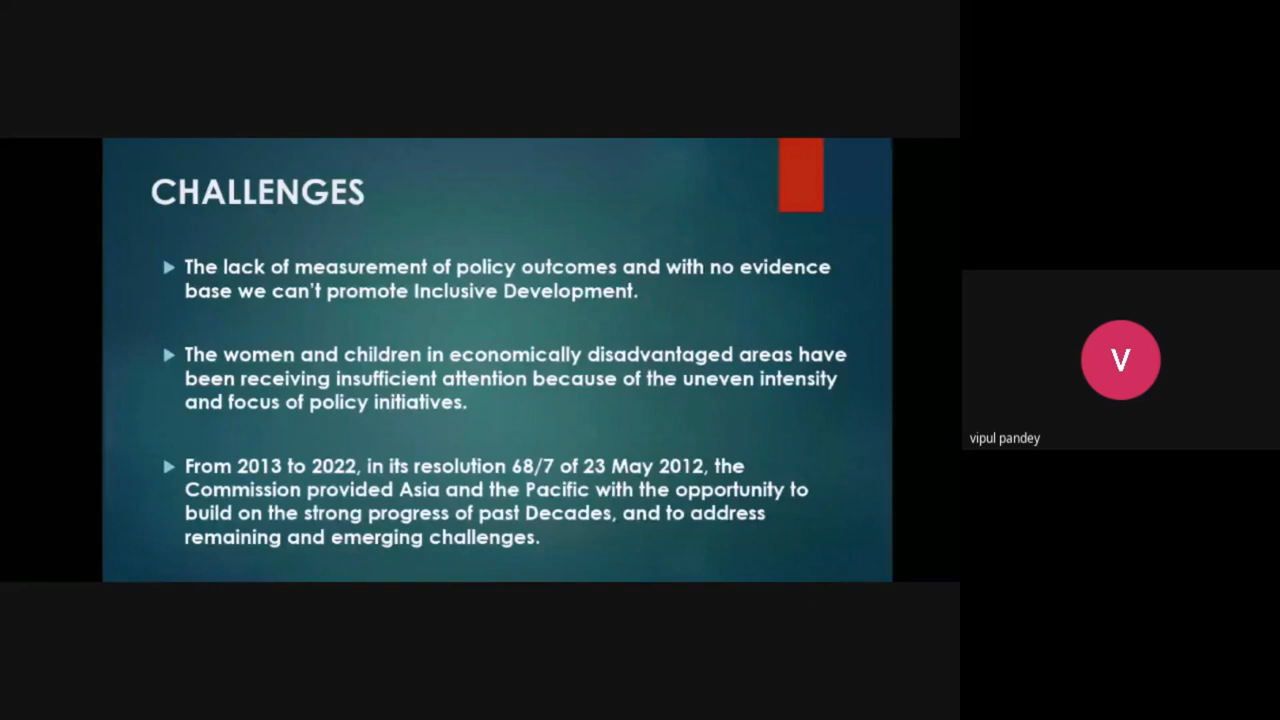 CHALLENGES
The lack of measurement of policy outcomes and with no evidence
base we can't promote Inclusive Development.
The women and children in economically disadvantaged areas have
been receiving insufficient attention because of the uneven intensity
and focus of policy initiatives.
From 2013 to 2022, in its resolution 68/7 of 23 May 2012, the
Commission provided Asia and the Pacific with the opportunity to
build on the strong progress of past Decades, and to address
remaining and emerging challenges.
V
vipul pandey